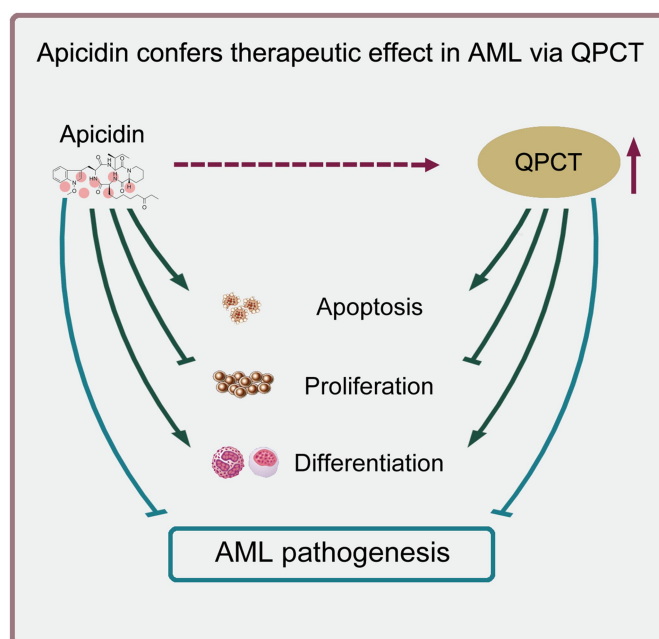 Apicidin confers therapeutic effect in AML via QPCT
Apicidin
QPCT
Apoptosis
Proliferation
Differentiation
AML pathogenesis